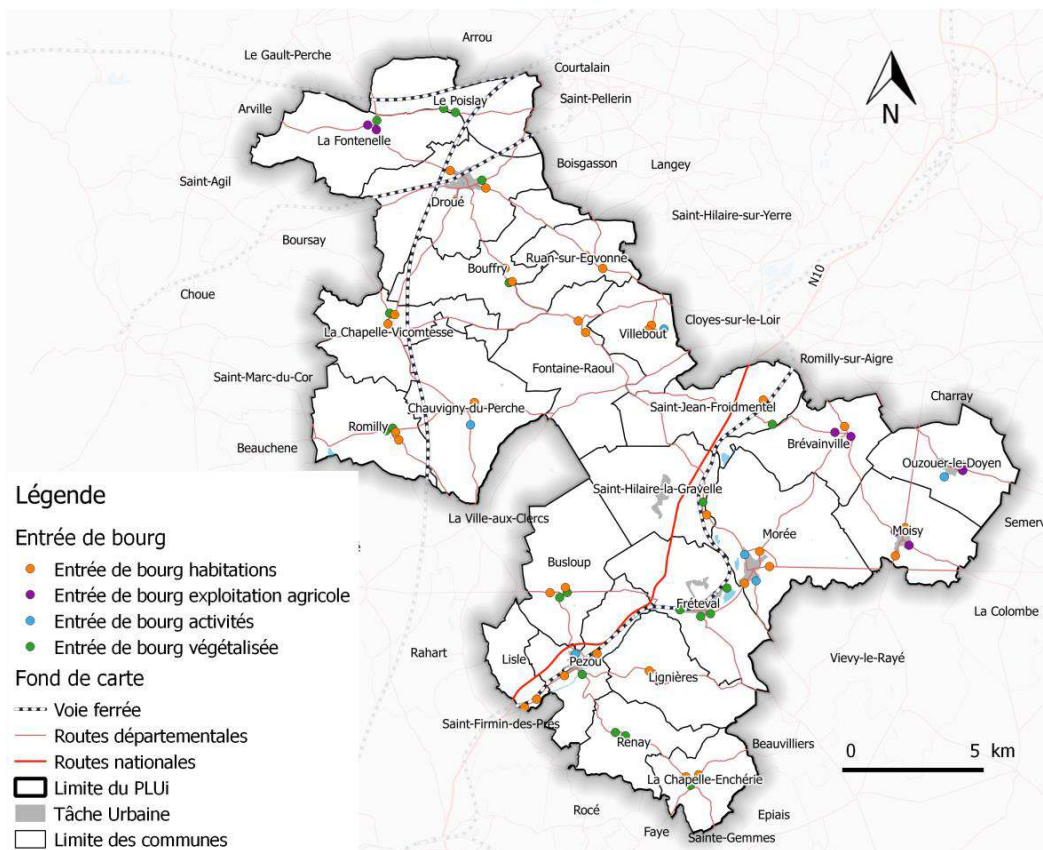 Arrou
Le Gault-Perche
Courtalain
Arville
Le Poislay
Saint-Pellerin
La Fontenelle
N
Boisgasson
Langey
Saint-Agil
Droué
Saint-Hilaire-sur-Yerre
Boursay
Ruan-sur-Egvonne
Bouffry
N10
Choue
Cloyes-sur-le-Loir
La Chapelle-Vicomtesse
Villebout
Romilly-sur-Aigre
Fontaine-Raoul
Saint-Marc-du-Cor
Charray
Chauvigny-du-Perche
Saint-Jean-Froidmentel
Romilly
Brévainville
Beauchene
Ouzouer-le-Doyen
Saint-Hilaire-la-Gravelle
La Ville-aux-Clercs
Semerv
Morée
Moisy
Busloup
Fréteval
La Colombe
Rahart
Lisle
Pezou
Vievy-le-Rayé
Lignières
Saint-Firmin-des-Prés
Renay
Beauvilliers
0 5 km
La Chapelle-Enchérie
Rocé
Epiais
Faye
Sainte-Gemmes
Légende
Entrée de bourg
Entrée de bourg habitations
Entrée de bourg exploitation agricole
Entrée de bourg activités
Entrée de bourg végétalisée
Fond de carte
Voie ferrée
Routes départementales
Routes nationales
Limite du PLUi
Tâche Urbaine
Limite des communes